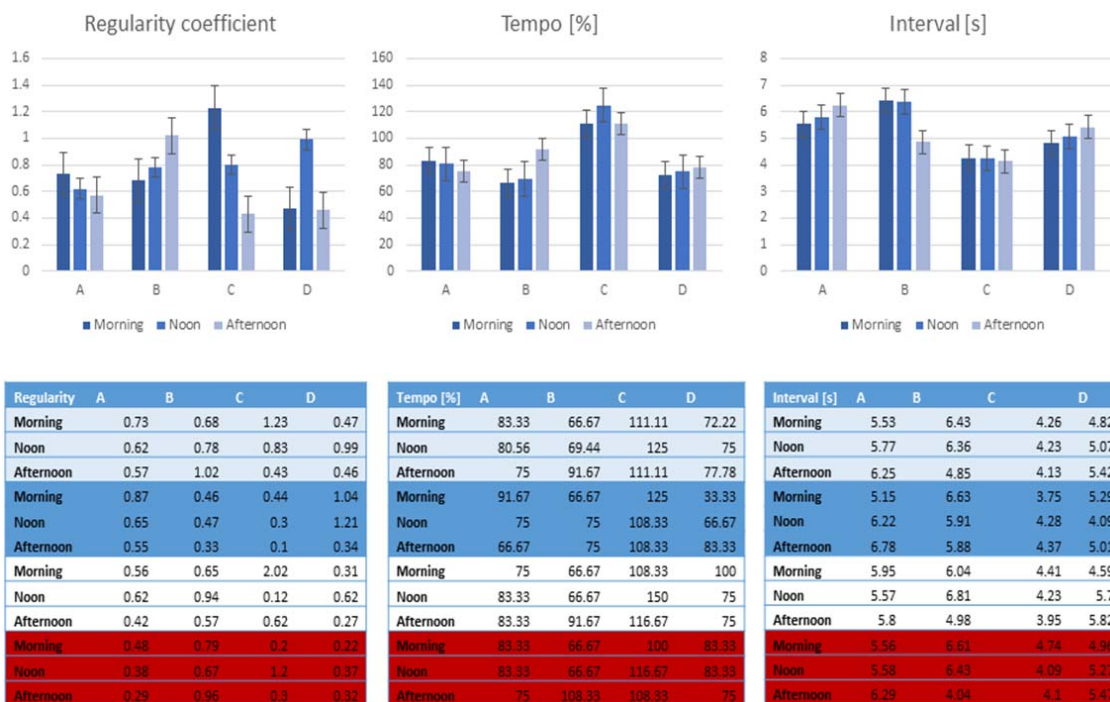 Regularity coefficient
1.6
1.4
1.2
1
0.8
0.6
0.4
0.2
0
A B C D
Morning Noon Afternoon
Tempo [%]
160
140
120
100
80
60
40
20
0
A B C D
Morning Noon Afternoon
Interval [s]
8
7
6
5
4
3
2
1
0
A B C D
Morning Noon Afternoon
Regularity A B C D
Morning 0.73 0.68 1.23 0.47
Noon 0.62 0.78 0.83 0.99
Afternoon 0.57 1.02 0.43 0.46
Morning 0.87 0.46 0.44 1.04
Noon 0.65 0.47 0.3 1.21
Afternoon 0.55 0.33 0.1 0.34
Morning 0.56 0.65 2.02 0.31
Noon 0.62 0.94 0.12 0.62
Afternoon 0.42 0.57 0.62 0.27
Morning 0.48 0.79 0.2 0.22
Noon 0.38 0.67 1.2 0.37
Afternoon 0.29 0.96 0.3 0.32
Tempo [%] A B C D
Morning 83.33 66.67 111.11 72.22
Noon 80.56 69.44 125 75
Afternoon 75 91.67 111.11 77.78
Morning 91.67 66.67 125 33.33
Noon 75 75 108.33 66.67
Afternoon 66.67 75 108.33 83.33
Morning 75 66.67 108.33 100
Noon 83.33 66.67 150 75
Afternoon 83.33 91.67 116.67 75
Morning 83.33 66.67 100 83.33
Noon 83.33 66.67 116.67 83.33
Afternoon 75 108.33 108.33 75
Interval [s] A B C D
Morning 5.53 6.43 4.26 4.82
Noon 5.77 6.36 4.23 5.07
Afternoon 6.25 4.85 4.13 5.42
Morning 5.15 6.63 3.75
Noon 6.22 5.91 4.28 4.09
Afternoon 6.78 5.88 4.37 5.01
Morning 5.95 6.04 4.41 4.59
Noon 5.57 6.81 4.23 5.7
Afternoon 5.8 4.98 3.95 5.82
Morning 5.56 6.61 4.74
Noon 5.58 6.43 4.09
Afternoon 6.29 4.04 4.1